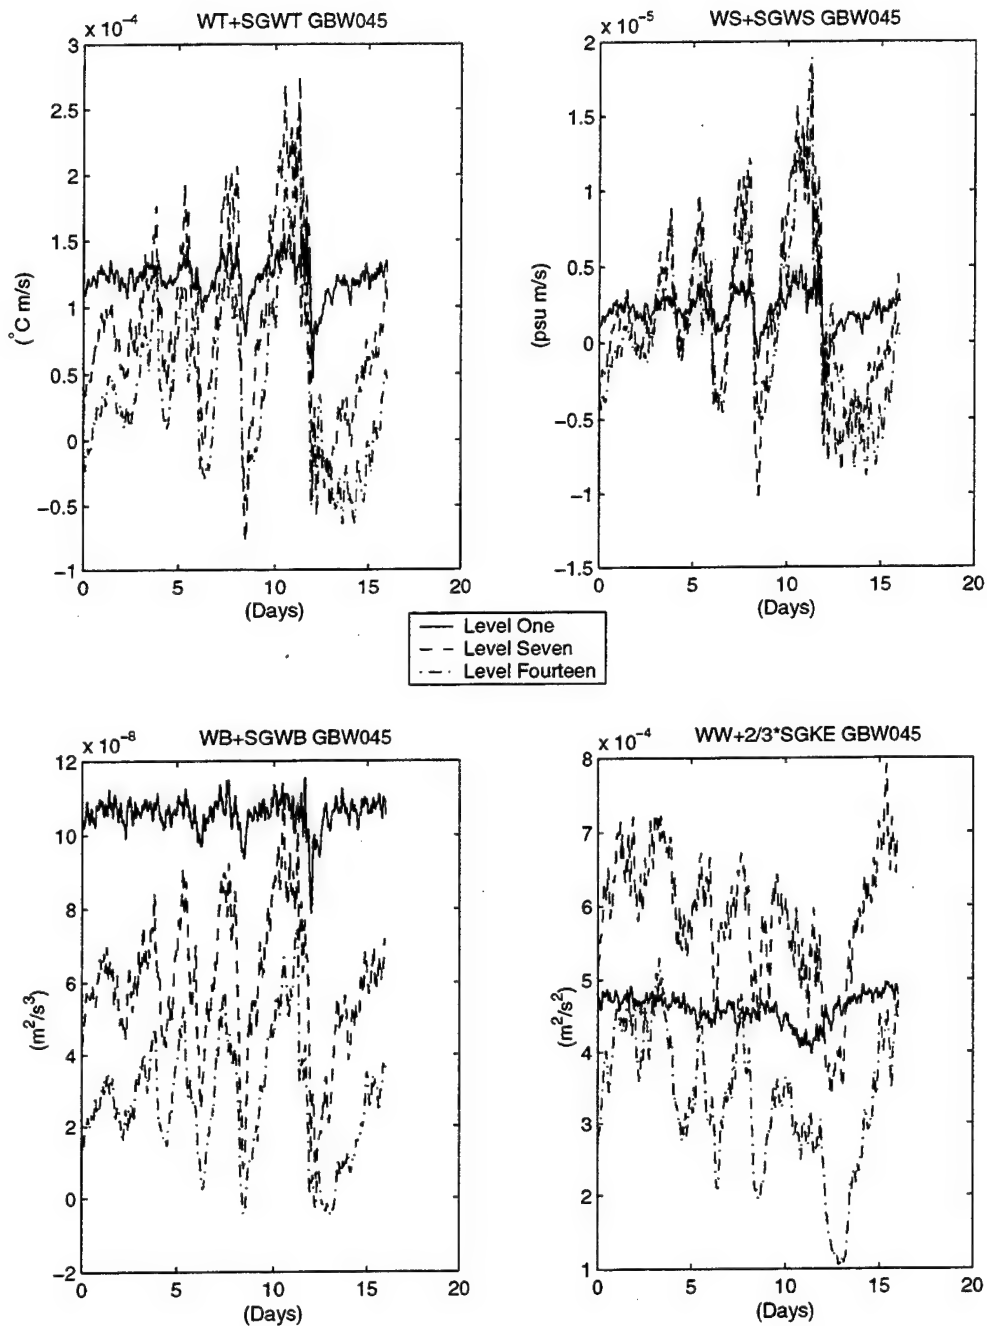 x 10⁻⁴
WT+SGWT GBW045
3
2.5
2
1.5
1
0.5
0
−0.5
−1
(°C m/s)
0 5 10 15 20
(Days)
x 10⁻⁵
WS+SGWS GBW045
2
1.5
1
0.5
0
−0.5
−1
−1.5
(psu m/s)
0 5 10 15 20
(Days)
Level One
Level Seven
Level Fourteen
x 10⁻⁸
WB+SGWB GBW045
12
10
8
6
4
2
0
−2
(m²/s³)
0 5 10 15 20
(Days)
x 10⁻⁴
WW+2/3*SGKE GBW045
8
7
6
5
4
3
2
1
(m²/s²)
0 5 10 15 20
(Days)